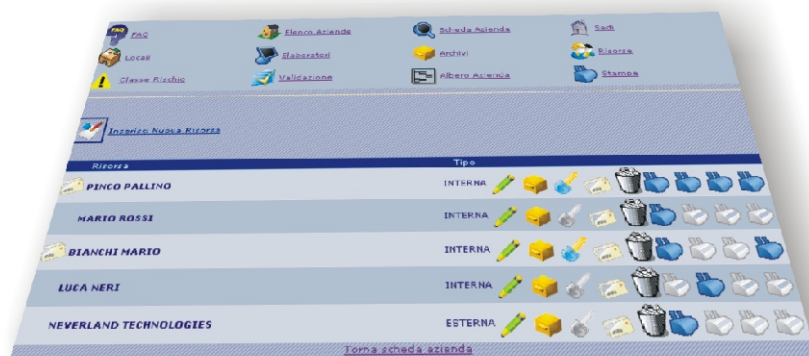 FAQ FAQ Elenco Aziende Scheda Azienda Sedi
Locali Elaboratori Archivi Risorse
Classe Rischio Validazione Albero Azienda Stampe
Inserisci Nuova Risorsa
Risorsa Tipo
PINCO PALLINO INTERNA
MARIO ROSSI INTERNA
BIANCHI MARIO INTERNA
LUCA NERI INTERNA
NEVERLAND TECHNOLOGIES ESTERNA
Torna scheda azienda